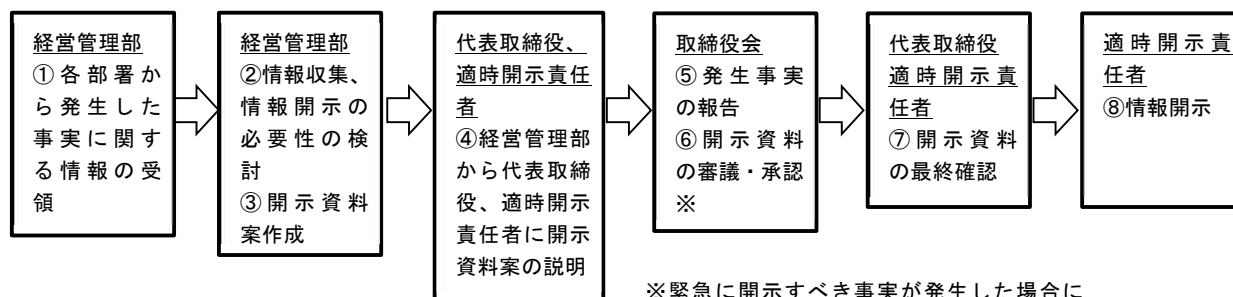 経営管理部
①各部署か
ら発生した
事実に関す
る情報の受
領
経営管理部
②情報収集、
情報開示の
必要性の検
討
③開示資料
案作成
代表取締役、
適時開示責任
者
④経営管理部
から代表取締
役、適時開示
責任者に開示
資料案の説明
取締役会
⑤発生事実
の報告
⑥開示資料
の審議・承認
※
代表取締役
適時開示責
任者
⑦開示資料
の最終確認
適時開示責
任者
⑧情報開示
※緊急に開示すべき事実が発生した場合に